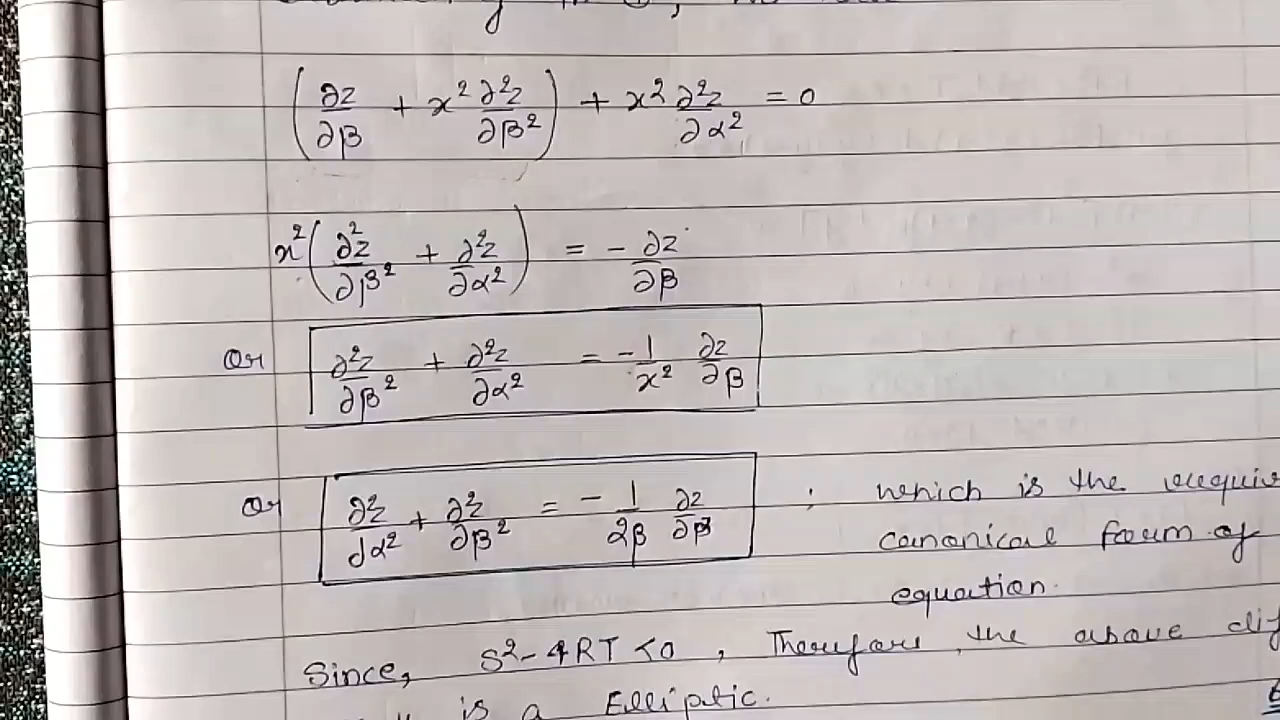 (∂z/∂β + x² ∂²z/∂β²) + x² ∂²z/∂α² = 0
x² (∂²z/∂β² + ∂²z/∂α²) = - ∂z/∂β
Or ∂²z/∂β² + ∂²z/∂α² = - 1/x² ∂z/∂β
Or ∂²z/∂α² + ∂²z/∂β² = - 1/2β ∂z/∂β ; which is the
canonical form of
equation.
Since, S² - 4RT < 0, Therefore, the above
is a Elliptic.